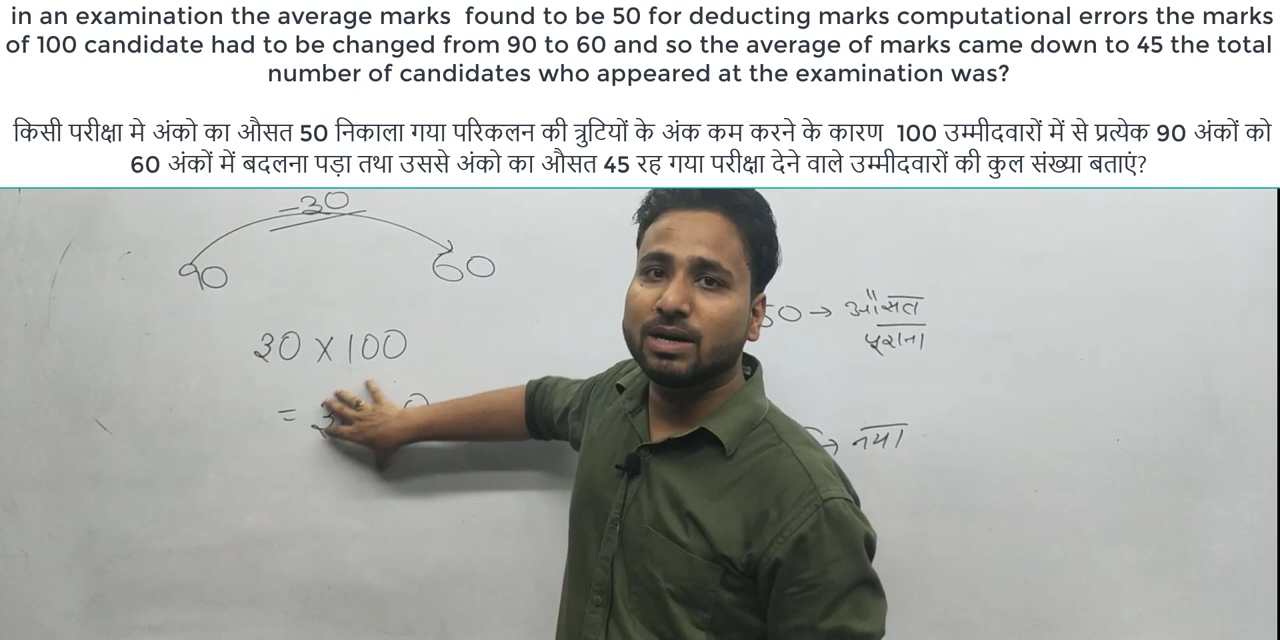 in an examination the average marks found to be 50 for deducting marks computational errors the marks
of 100 candidate had to be changed from 90 to 60 and so the average of marks came down to 45 the total
number of candidates who appeared at the examination was?
किसी परीक्षा मे अंको का औसत 50 निकाला गया परिकलन की त्रुटियों के अंक कम करने के कारण 100 उम्मीदवारों में से प्रत्येक 90 अंकों को
60 अंकों में बदलना पड़ा तथा उससे अंको का औसत 45 रह गया परीक्षा देने वाले उम्मीदवारों की कुल संख्या बताएं?
-30
90 60
50 → औसत
पुराना
30 X 100
=
→ नया